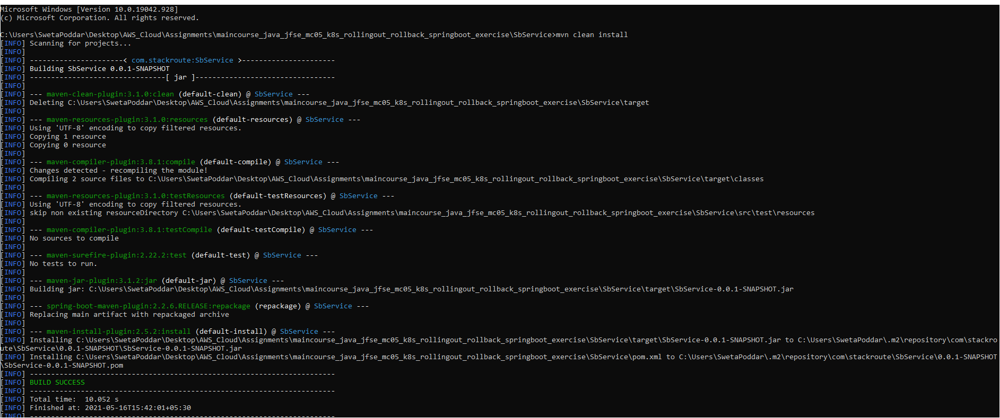 Microsoft Windows [Version 10.0.19042.928]
(c) Microsoft Corporation. All rights reserved.
C:\Users\SwetaPoddar\Desktop\AWS_Cloud\Assignments\maincourse_java_jfse_mc05_k8s_rollingout_rollback_springboot_exercise\SbService>mvn clean install
[INFO] Scanning for projects...
[INFO]
[INFO] ----------------------< com.stackroute:SbService >----------------------
[INFO] Building SbService 0.0.1-SNAPSHOT
[INFO] --------------------------------[ jar ]---------------------------------
[INFO]
[INFO] --- maven-clean-plugin:3.1.0:clean (default-clean) @ SbService ---
[INFO] Deleting C:\Users\SwetaPoddar\Desktop\AWS_Cloud\Assignments\maincourse_java_jfse_mc05_k8s_rollingout_rollback_springboot_exercise\SbService\target
[INFO]
[INFO] --- maven-resources-plugin:3.1.0:resources (default-resources) @ SbService ---
[INFO] Using 'UTF-8' encoding to copy filtered resources.
[INFO] Copying 1 resource
[INFO] Copying 0 resource
[INFO]
[INFO] --- maven-compiler-plugin:3.8.1:compile (default-compile) @ SbService ---
[INFO] Changes detected - recompiling the module!
[INFO] Compiling 2 source files to C:\Users\SwetaPoddar\Desktop\AWS_Cloud\Assignments\maincourse_java_jfse_mc05_k8s_rollingout_rollback_springboot_exercise\SbService\target\classes
[INFO]
[INFO] --- maven-resources-plugin:3.1.0:testResources (default-testResources) @ SbService ---
[INFO] Using 'UTF-8' encoding to copy filtered resources.
[INFO] skip non existing resourceDirectory C:\Users\SwetaPoddar\Desktop\AWS_Cloud\Assignments\maincourse_java_jfse_mc05_k8s_rollingout_rollback_springboot_exercise\SbService\src\test\resources
[INFO]
[INFO] --- maven-compiler-plugin:3.8.1:testCompile (default-testCompile) @ SbService ---
[INFO] No sources to compile
[INFO]
[INFO] --- maven-surefire-plugin:2.22.2:test (default-test) @ SbService ---
[INFO] No tests to run.
[INFO]
[INFO] --- maven-jar-plugin:3.1.2:jar (default-jar) @ SbService ---
[INFO] Building jar: C:\Users\SwetaPoddar\Desktop\AWS_Cloud\Assignments\maincourse_java_jfse_mc05_k8s_rollingout_rollback_springboot_exercise\SbService\target\SbService-0.0.1-SNAPSHOT.jar
[INFO]
[INFO] --- spring-boot-maven-plugin:2.2.6.RELEASE:repackage (repackage) @ SbService ---
[INFO] Replacing main artifact with repackaged archive
[INFO]
[INFO] --- maven-install-plugin:2.5.2:install (default-install) @ SbService ---
[INFO] Installing C:\Users\SwetaPoddar\Desktop\AWS_Cloud\Assignments\maincourse_java_jfse_mc05_k8s_rollingout_rollback_springboot_exercise\SbService\target\SbService-0.0.1-SNAPSHOT.jar to C:\Users\SwetaPoddar\.m2\repository\com\stackro
ute\SbService\0.0.1-SNAPSHOT\SbService-0.0.1-SNAPSHOT.jar
[INFO] Installing C:\Users\SwetaPoddar\Desktop\AWS_Cloud\Assignments\maincourse_java_jfse_mc05_k8s_rollingout_rollback_springboot_exercise\SbService\pom.xml to C:\Users\SwetaPoddar\.m2\repository\com\stackroute\SbService\0.0.1-SNAPSHOT
\SbService-0.0.1-SNAPSHOT.pom
[INFO] ------------------------------------------------------------------------
[INFO] BUILD SUCCESS
[INFO] ------------------------------------------------------------------------
[INFO] Total time:  10.052 s
[INFO] Finished at: 2021-05-16T15:42:01+05:30
[INFO] ------------------------------------------------------------------------